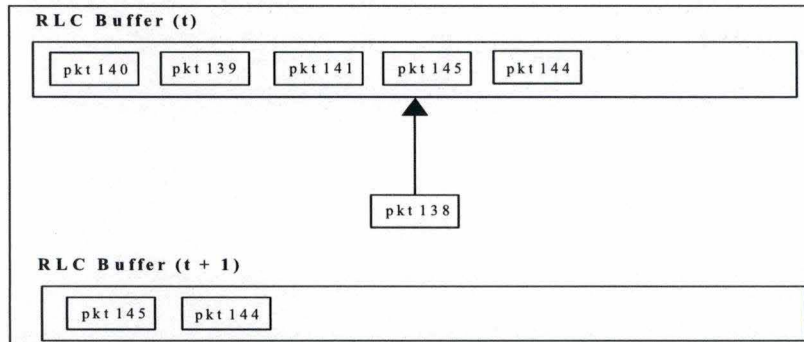 RLC Buffer (t)
pkt 140 pkt 139 pkt 141 pkt 145 pkt 144
pkt 138
RLC Buffer (t + 1)
pkt 145 pkt 144